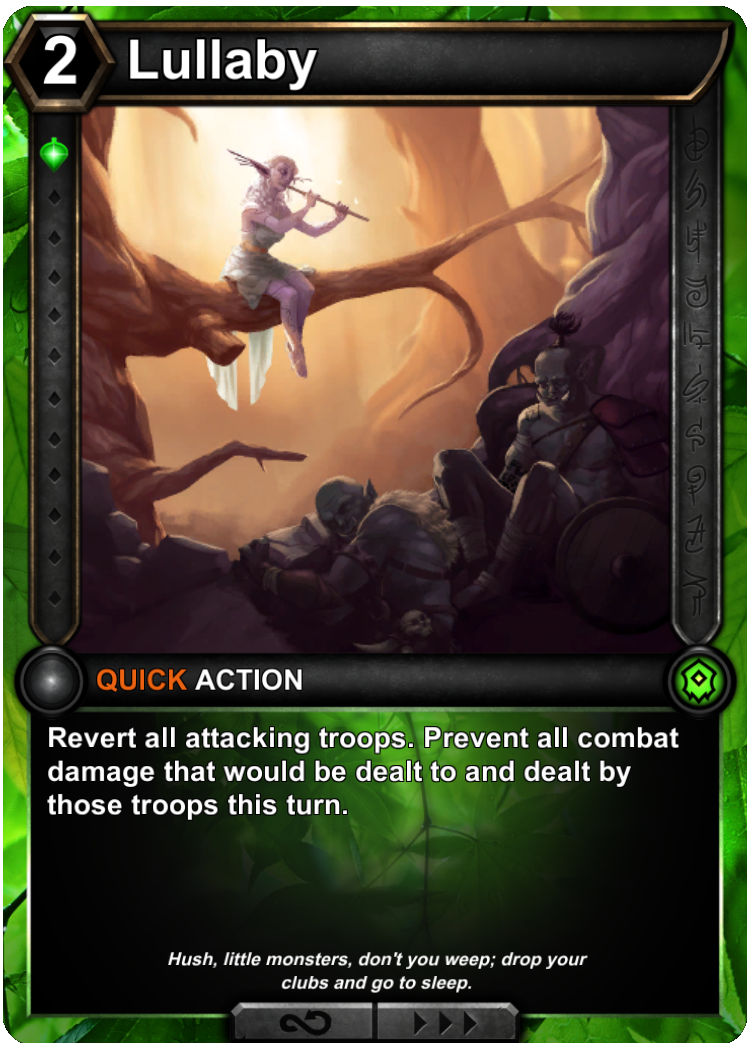 2 Lullaby
QUICK ACTION
Revert all attacking troops. Prevent all combat
damage that would be dealt to and dealt by
those troops this turn.
Hush, little monsters, don't you weep; drop your
clubs and go to sleep.